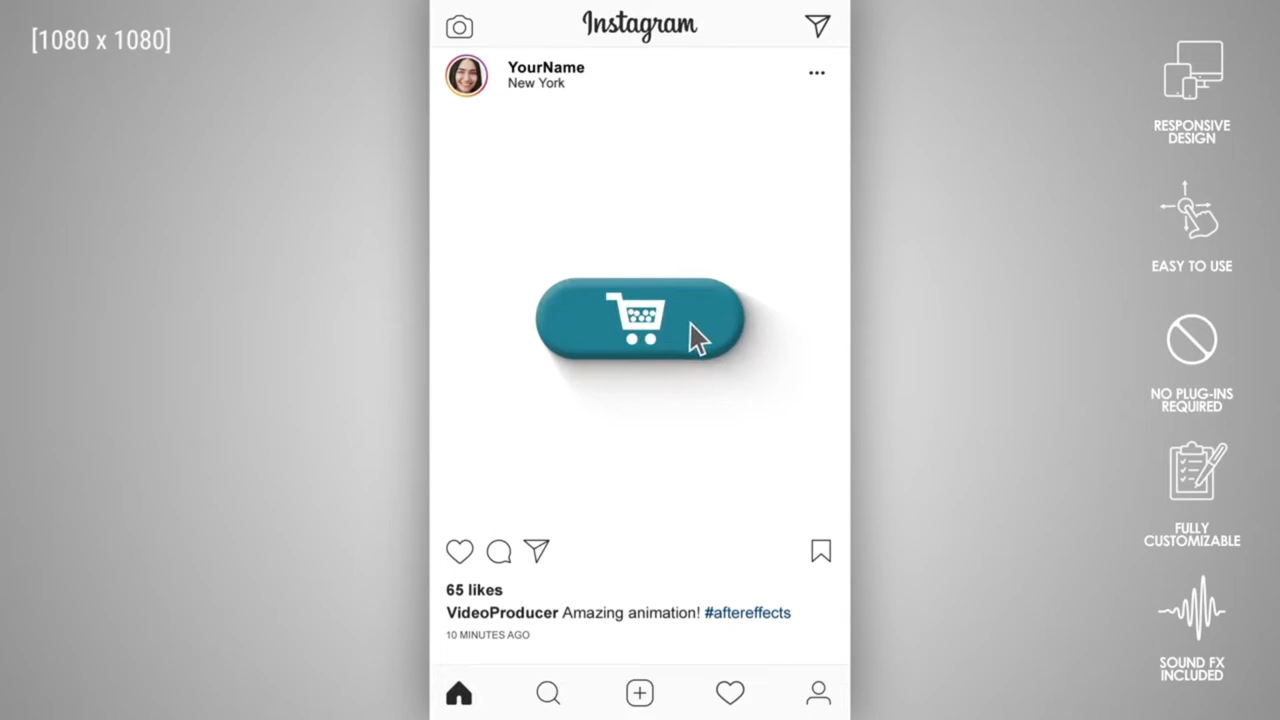 [1080 x 1080]
Instagram
YourName
New York
65 likes
VideoProducer Amazing animation! #aftereffects
10 MINUTES AGO
RESPONSIVE
DESIGN
EASY TO USE
NO PLUG-INS
REQUIRED
FULLY
CUSTOMIZABLE
SOUND FX
INCLUDED